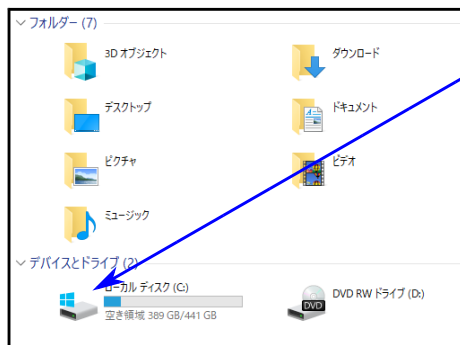 フォルダー (7)
3D オブジェクト
ダウンロード
デスクトップ
ドキュメント
ピクチャ
ビデオ
ミュージック
デバイスとドライブ (2)
ローカル ディスク (C:)
空き領域 389 GB/441 GB
DVD RW ドライブ (D:)
DVD